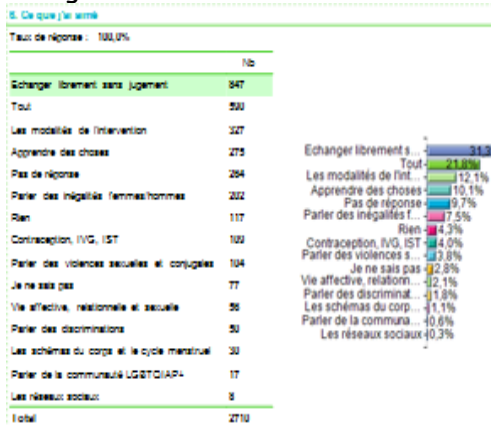 6. Ce que j'ai aimé
Taux de réponse : 100,0%
Nb
Echanger librement sans jugement 847
Tout 590
Les modalités de l'intervention 327
Apprendre des choses 275
Pas de réponse 264
Parler des inégalités femmes/hommes 202
Rien 117
Contraception, IVG, IST 109
Parler des violences sexuelles et conjugales 104
Je ne sais pas 77
Vie affective, relationnelle et sexuelle 56
Parler des discriminations 50
Les schémas du corps et le cycle menstruel 30
Parler de la communauté LGBTQIAP+ 17
Les réseaux sociaux 8
Total 2710
Echanger librement s... 31,3
Tout 21,8%
Les modalités de l'int... 12,1%
Apprendre des choses 10,1%
Pas de réponse 9,7%
Parler des inégalités f... 7,5%
Rien 4,3%
Contraception, IVG, IST 4,0%
Parler des violences s... 3,8%
Je ne sais pas 2,8%
Vie affective, relationn... 2,1%
Parler des discriminat... 1,8%
Les schémas du corp... 1,1%
Parler de la communa... 0,6%
Les réseaux sociaux 0,3%